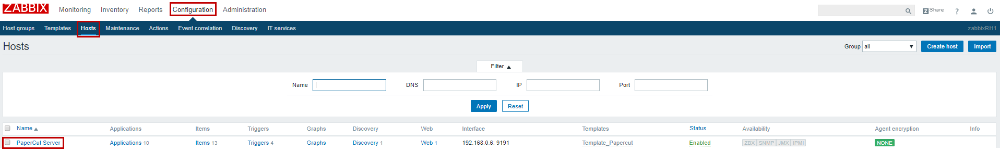 ZABBIX Monitoring Inventory Reports Configuration Administration Share ?
Host groups Templates Hosts Maintenance Actions Event correlation Discovery IT services zabbixRH1
Hosts Group all Create host Import
Filter
Name DNS IP Port
Apply Reset
Name Applications Items Triggers Graphs Discovery Web Interface Templates Status Availability Agent encryption Info
PaperCut Server Applications 10 Items 13 Triggers 4 Graphs Discovery 1 Web 1 192.168.0.6: 9191 Template_Papercut Enabled ZBX SNMP JMX IPMI NONE